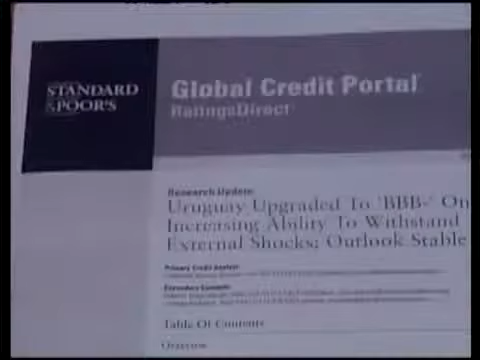 STANDARD
&POOR'S
Global Credit Portal
RatingsDirect
Research Update:
Uruguay Upgraded To 'BBB-' On
Increasing Ability To Withstand
External Shocks; Outlook Stable
Primary Credit Analyst:
Secondary Contacts:
Table Of Contents
Overview